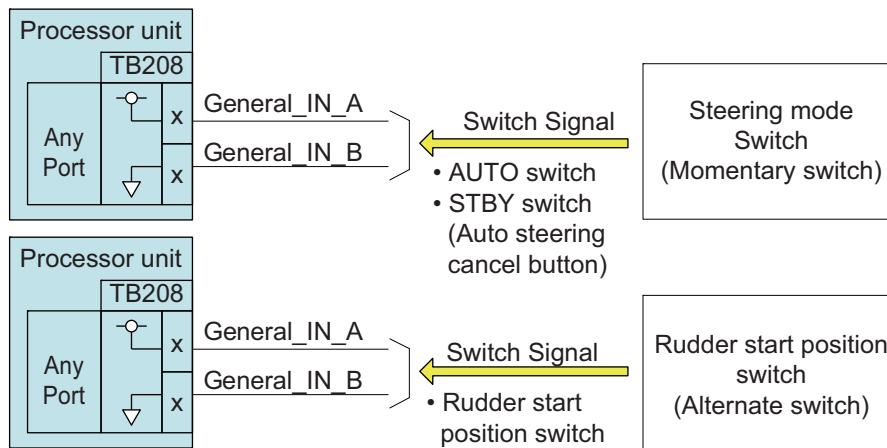 Processor unit
TB208
Any
Port
x
x
General_IN_A
General_IN_B
Switch Signal
• AUTO switch
• STBY switch
(Auto steering
cancel button)
Steering mode
Switch
(Momentary switch)
Processor unit
TB208
Any
Port
x
x
General_IN_A
General_IN_B
Switch Signal
• Rudder start
position switch
Rudder start position
switch
(Alternate switch)